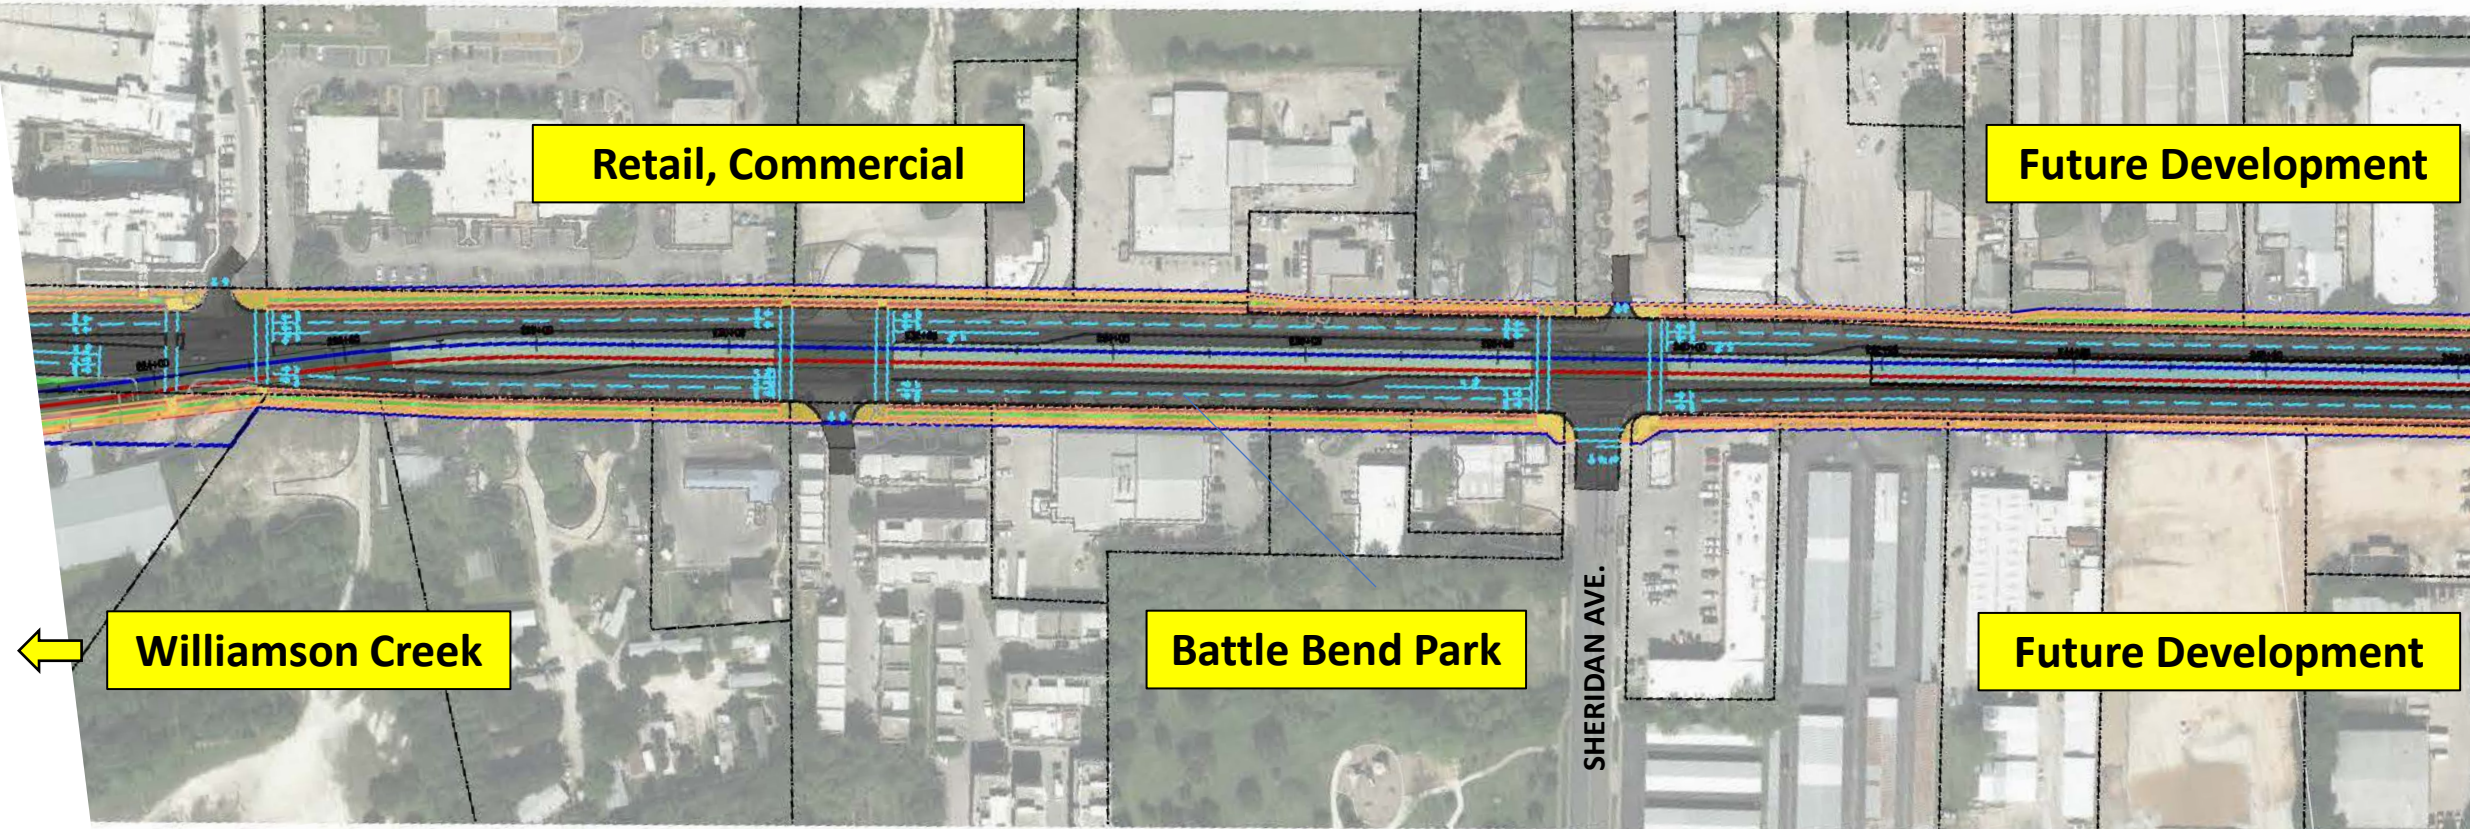 Retail, Commercial
Future Development
Williamson Creek
Battle Bend Park
SHERIDAN AVE.
Future Development